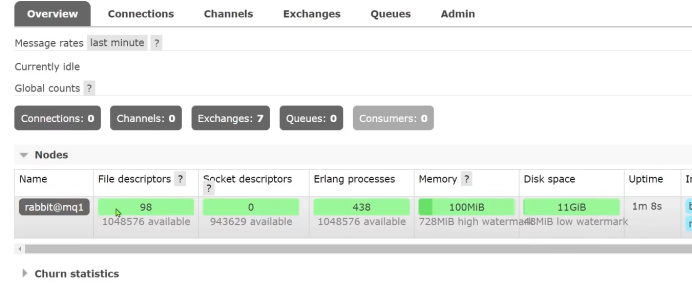 Overview Connections Channels Exchanges Queues Admin
Message rates last minute ?
Currently idle
Global counts ?
Connections: 0 Channels: 0 Exchanges: 7 Queues: 0 Consumers: 0
Nodes
Name File descriptors ? Socket descriptors ? Erlang processes Memory ? Disk space Uptime
rabbit@mq1 98 0 438 100MiB 11GiB 1m 8s
1048576 available 943629 available 1048576 available 728MiB high watermark 48MiB low watermark
Churn statistics